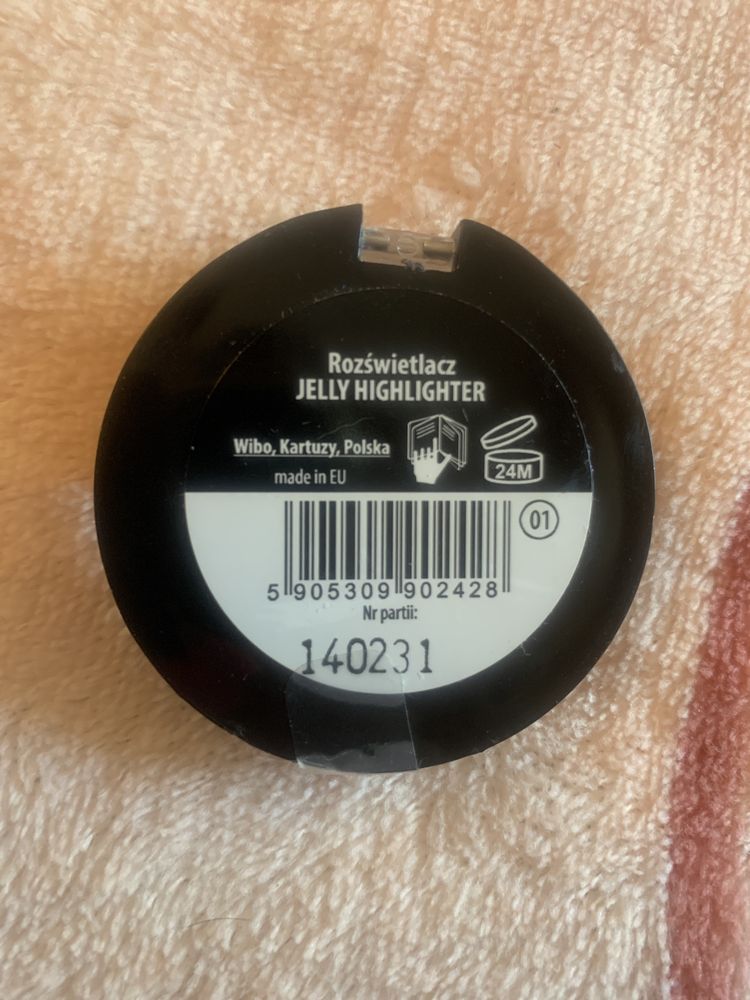 Rozświetlacz
JELLY HIGHLIGHTER
Wibo, Kartuzy, Polska
made in EU
24M
01
5 905309 902428
Nr partii:
140231